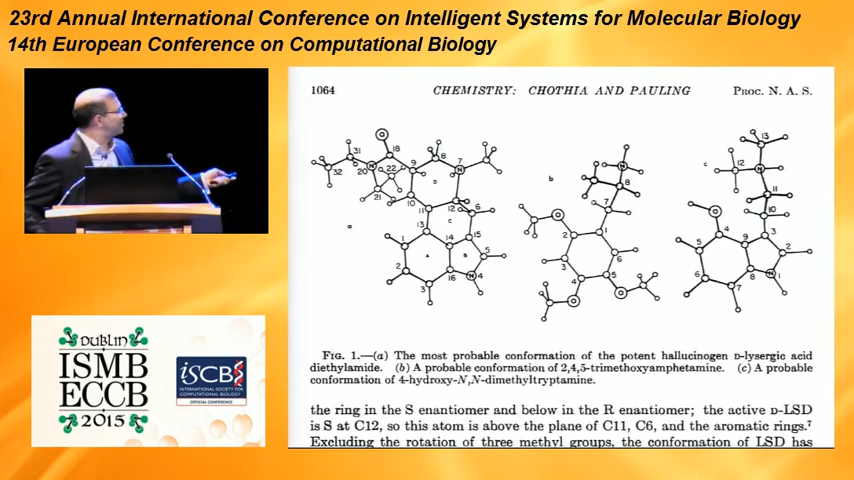 23rd Annual International Conference on Intelligent Systems for Molecular Biology
14th European Conference on Computational Biology
1064 CHEMISTRY: CHOTHIA AND PAULING PROC. N. A. S.
a
b
c
FIG. 1.—(a) The most probable conformation of the potent hallucinogen D-lysergic acid
diethylamide. (b) A probable conformation of 2,4,5-trimethoxyamphetamine. (c) A probable
conformation of 4-hydroxy-N,N-dimethyltryptamine.
the ring in the S enantiomer and below in the R enantiomer; the active D-LSD
is S at C12, so this atom is above the plane of C11, C6, and the aromatic rings.7
Excluding the rotation of three methyl groups, the conformation of LSD has
DUBLIN
ISMB
ECCB
2015
iSCB
INTERNATIONAL SOCIETY FOR
COMPUTATIONAL BIOLOGY
OFFICIAL CONFERENCE